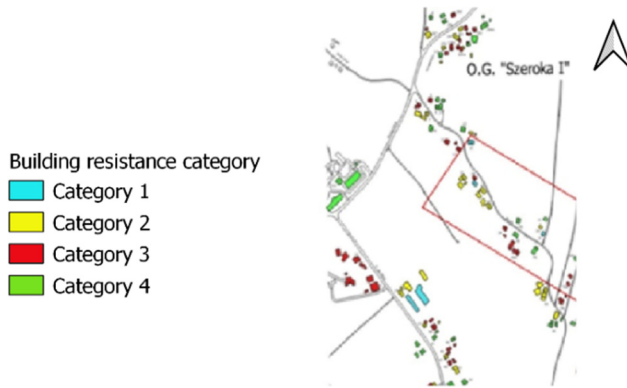 O.G. "Szeroka I"
Building resistance category
Category 1
Category 2
Category 3
Category 4